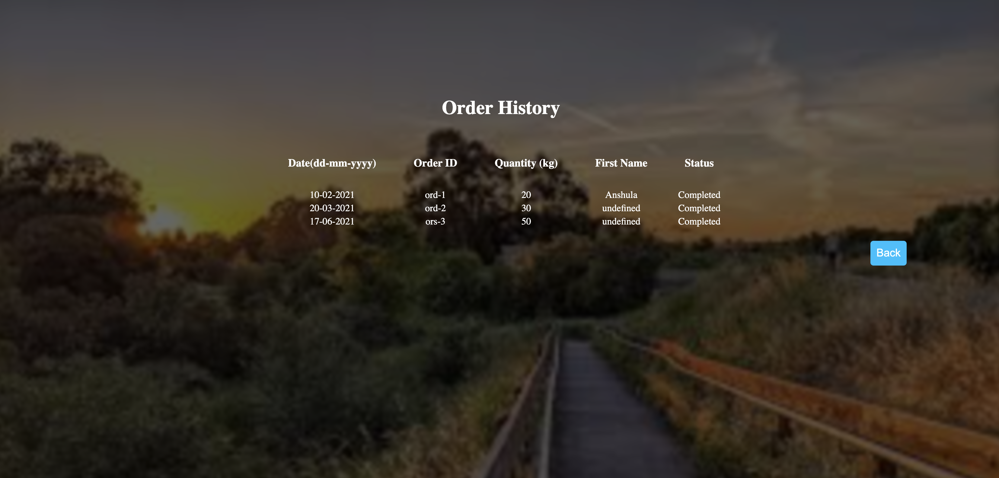 Order History
Date(dd-mm-yyyy) Order ID Quantity (kg) First Name Status
10-02-2021 ord-1 20 Anshula Completed
20-03-2021 ord-2 30 undefined Completed
17-06-2021 ors-3 50 undefined Completed
Back